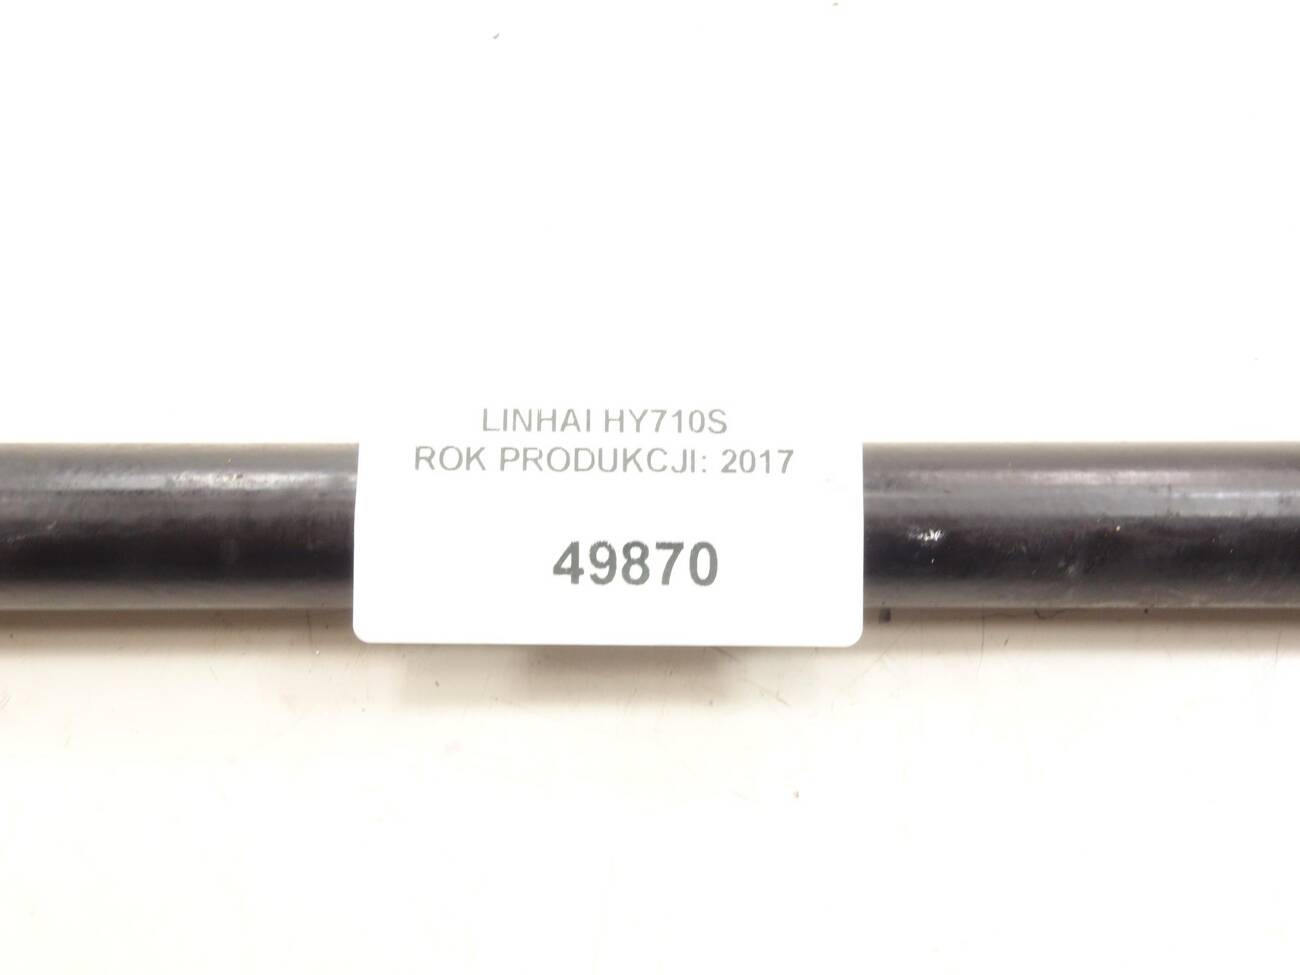 LINHAI HY710S
ROK PRODUKCJI: 2017
49870